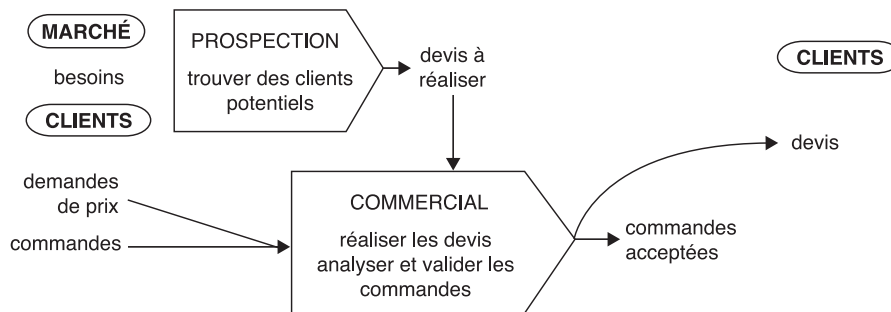 MARCHÉ
besoins
CLIENTS
PROSPECTION
trouver des clients
potentiels
devis à
réaliser
CLIENTS
devis
demandes
de prix
commandes
COMMERCIAL
réaliser les devis
analyser et valider les
commandes
commandes
acceptées